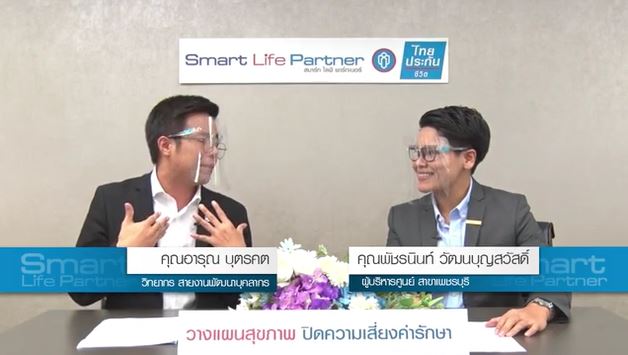 Smart Life Partner
สมาร์ท ไลฟ์ พาร์ทเนอร์
ไทย
ประกัน
ชีวิต
Smart
Life Partner
คุณอารุณ บุตรคต
วิทยากร สายงานพัฒนาบุคลากร
คุณพัชรนินท์ วัฒนบุญสวัสดิ์
ผู้บริหารศูนย์ สาขาเพชรบุรี
Smart
Life Partner
วางแผนสุขภาพ ปิดความเสี่ยงค่ารักษา